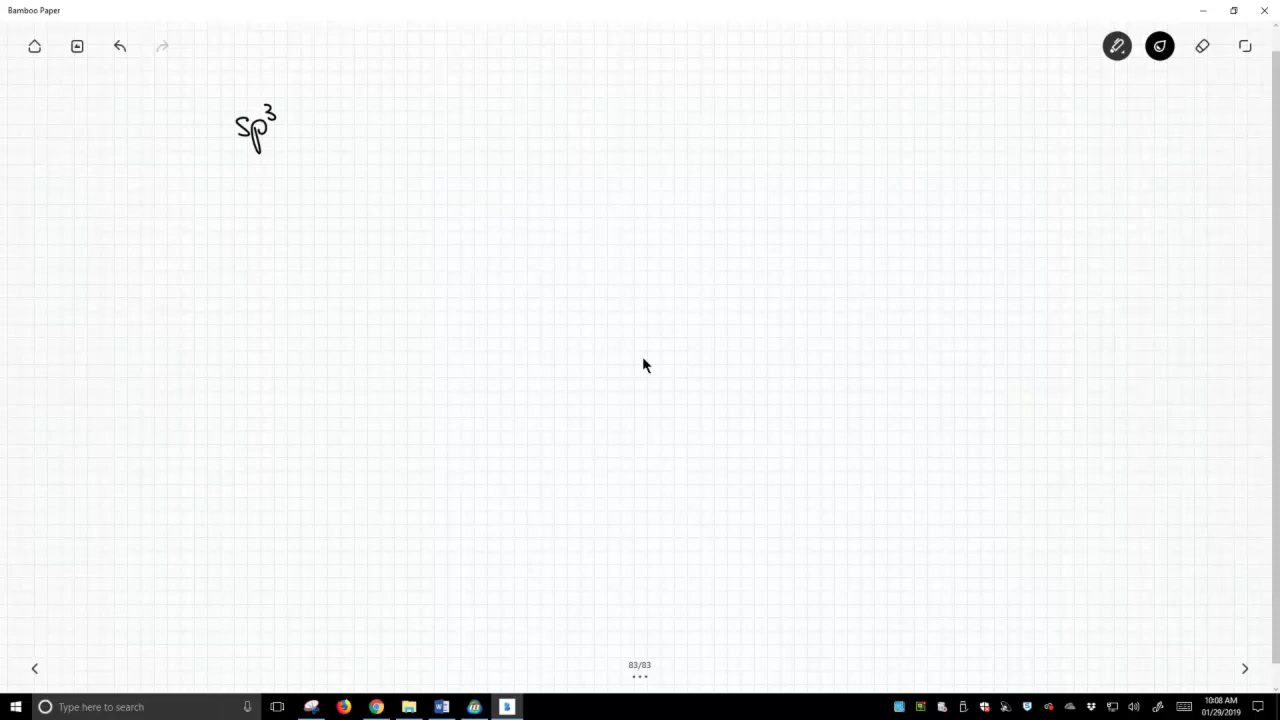 Bamboo Paper
sp³
83/83
Type here to search
10:08 AM
01/29/2019